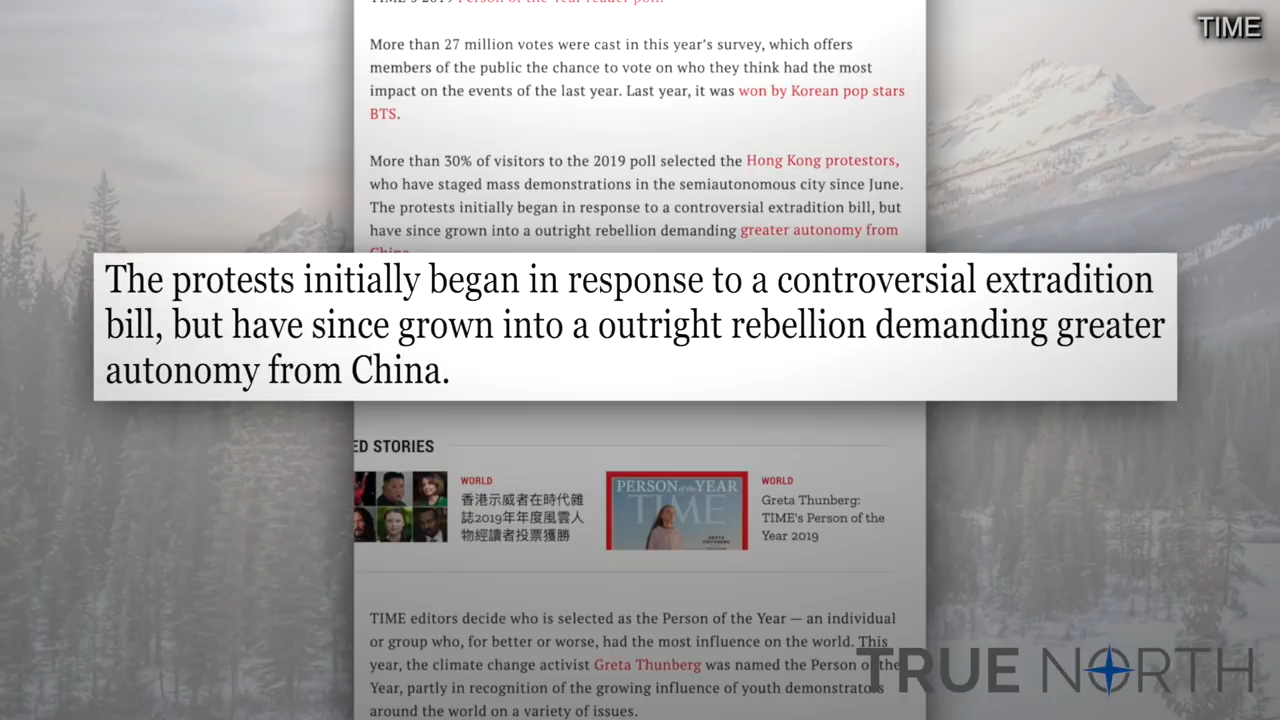 TIME's 2019 Person of the Year reader poll.
TIME
More than 27 million votes were cast in this year's survey, which offers
members of the public the chance to vote on who they think had the most
impact on the events of the last year. Last year, it was won by Korean pop stars
BTS.
More than 30% of visitors to the 2019 poll selected the Hong Kong protestors,
who have staged mass demonstrations in the semiautonomous city since June.
The protests initially began in response to a controversial extradition bill, but
have since grown into a outright rebellion demanding greater autonomy from
China.
The protests initially began in response to a controversial extradition
bill, but have since grown into a outright rebellion demanding greater
autonomy from China.
ED STORIES
WORLD
香港示威者在時代雜
誌2019年年度風雲人
物經讀者投票獲勝
PERSON of the YEAR
TIME
WORLD
Greta Thunberg:
TIME's Person of the
Year 2019
TIME editors decide who is selected as the Person of the Year — an individual
or group who, for better or worse, had the most influence on the world. This
year, the climate change activist Greta Thunberg was named the Person of the
Year, partly in recognition of the growing influence of youth demonstrators
around the world on a variety of issues.
TRUE NORTH